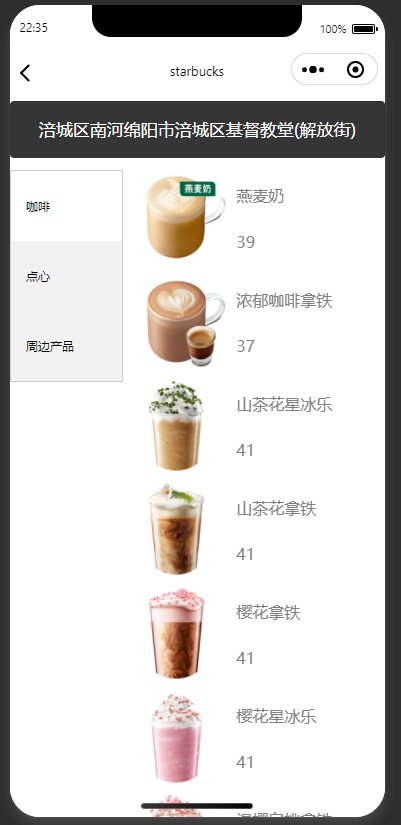 22:35
100%
starbucks
涪城区南河绵阳市涪城区基督教堂(解放街)
咖啡
点心
周边产品
燕麦奶
燕麦奶
39
浓郁咖啡拿铁
37
山茶花星冰乐
41
山茶花拿铁
41
樱花拿铁
41
樱花星冰乐
41